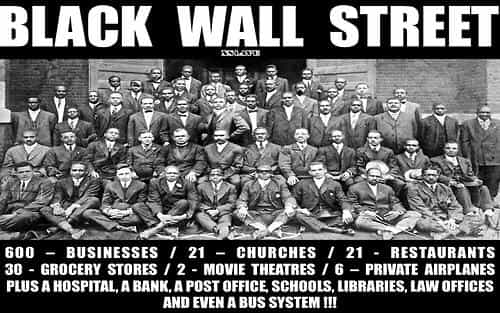 BLACK WALL STREET
600 – BUSINESSES / 21 – CHURCHES / 21 - RESTAURANTS
30 - GROCERY STORES / 2 - MOVIE THEATRES / 6 – PRIVATE AIRPLANES
PLUS A HOSPITAL, A BANK, A POST OFFICE, SCHOOLS, LIBRARIES, LAW OFFICES
AND EVEN A BUS SYSTEM !!!